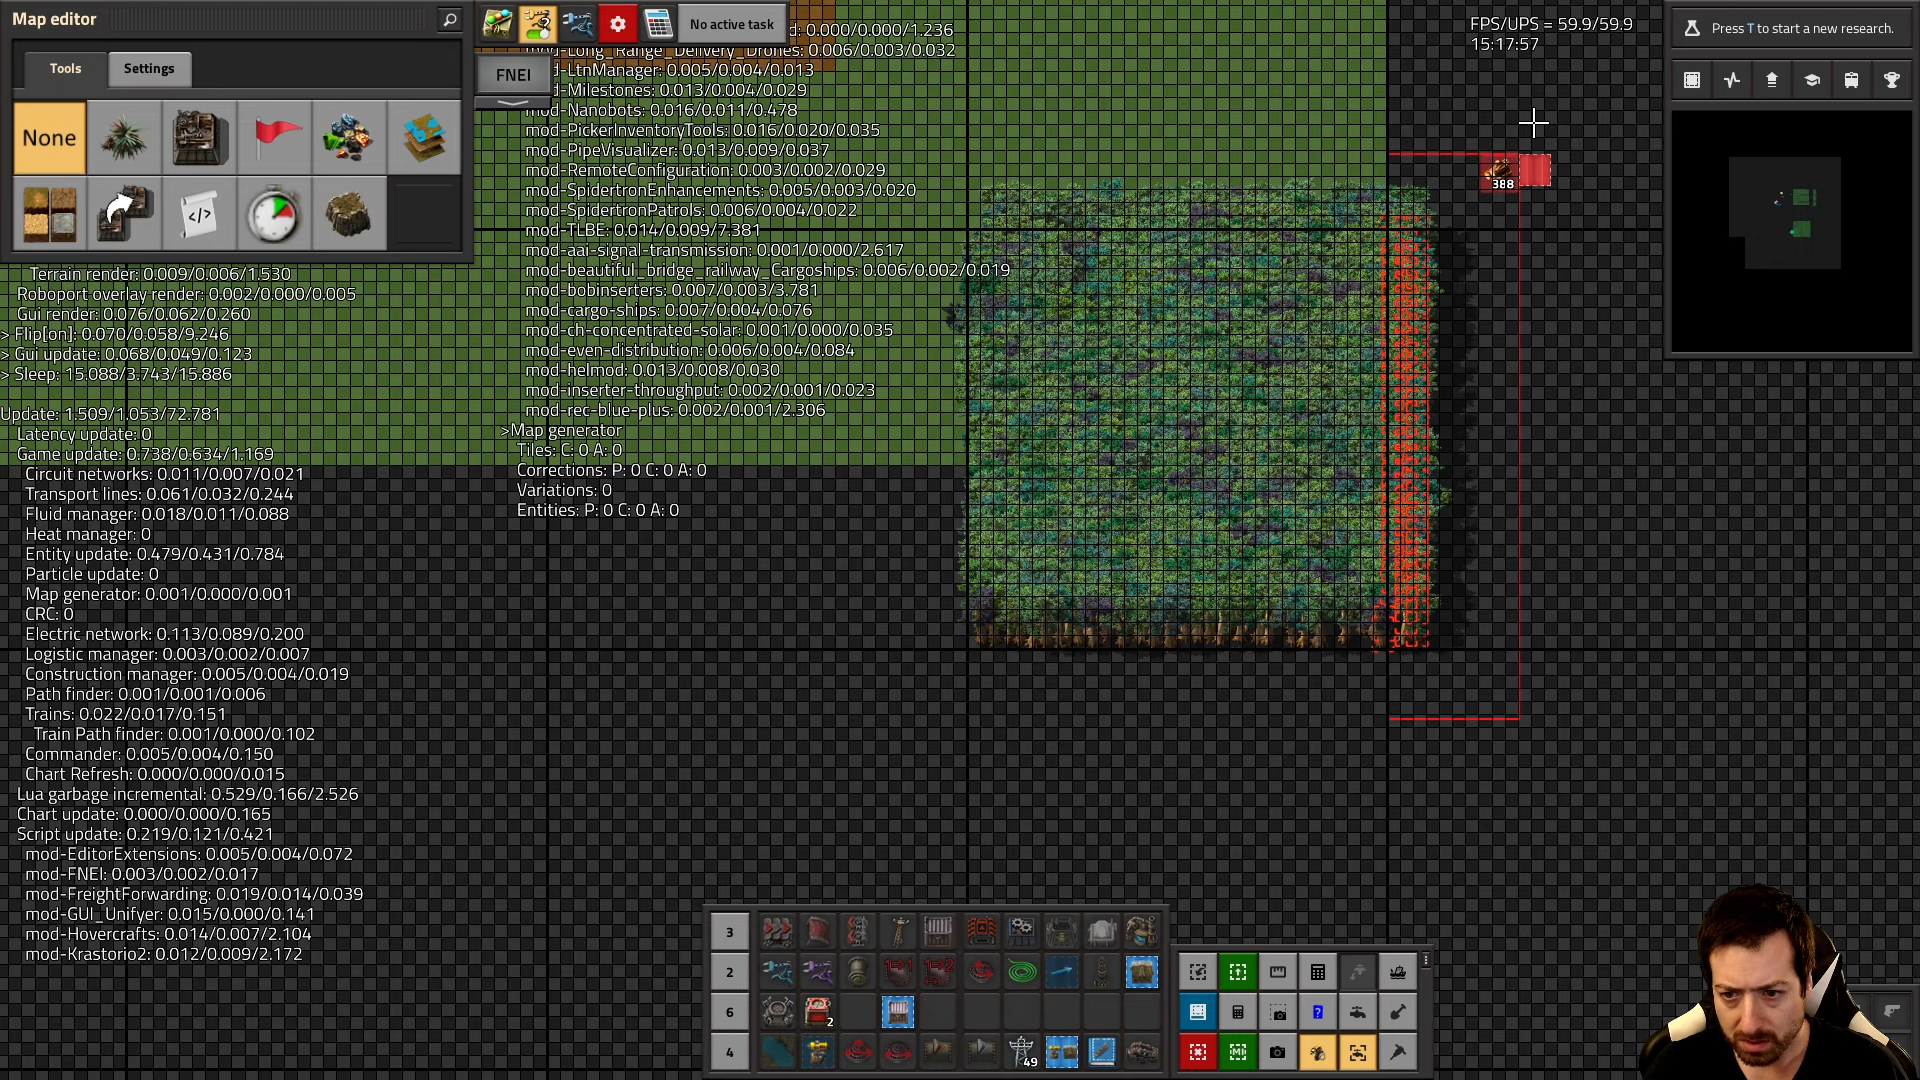 Map editor
Tools
Settings
None
No active task
FNEI
Terrain render: 0.009/0.006/1.530
Roboport overlay render: 0.002/0.000/0.005
Gui render: 0.076/0.062/0.260
> Flip[on]: 0.070/0.058/9.246
> Gui update: 0.068/0.049/0.123
> Sleep: 15.088/3.743/15.886
Update: 1.509/1.053/72.781
Latency update: 0
Game update: 0.738/0.634/1.169
Circuit networks: 0.011/0.007/0.021
Transport lines: 0.061/0.032/0.244
Fluid manager: 0.018/0.011/0.088
Heat manager: 0
Entity update: 0.479/0.431/0.784
Particle update: 0
Map generator: 0.001/0.000/0.001
CRC: 0
Electric network: 0.113/0.089/0.200
Logistic manager: 0.003/0.002/0.007
Construction manager: 0.005/0.004/0.019
Path finder: 0.001/0.001/0.006
Trains: 0.022/0.017/0.151
Train Path finder: 0.001/0.000/0.102
Commander: 0.005/0.004/0.150
Chart Refresh: 0.000/0.000/0.015
Lua garbage incremental: 0.529/0.166/2.526
Chart update: 0.000/0.000/0.165
Script update: 0.219/0.121/0.421
mod-EditorExtensions: 0.005/0.004/0.072
mod-FNEI: 0.003/0.002/0.017
mod-FreightForwarding: 0.019/0.014/0.039
mod-GUI_Unifyer: 0.015/0.000/0.141
mod-Hovercrafts: 0.014/0.007/2.104
mod-Krastorio2: 0.012/0.009/2.172
d: 0.000/0.000/1.236
mod-Long_Range_Delivery_Drones: 0.006/0.003/0.032
d-LtnManager: 0.005/0.004/0.013
d-Milestones: 0.013/0.004/0.029
mod-Nanobots: 0.016/0.011/0.478
mod-PickerInventoryTools: 0.016/0.020/0.035
mod-PipeVisualizer: 0.013/0.009/0.037
mod-RemoteConfiguration: 0.003/0.002/0.029
mod-SpidertronEnhancements: 0.005/0.003/0.020
mod-SpidertronPatrols: 0.006/0.004/0.022
mod-TLBE: 0.014/0.009/7.381
mod-aai-signal-transmission: 0.001/0.000/2.617
mod-beautiful_bridge_railway_Cargoships: 0.006/0.002/0.019
mod-bobinserters: 0.007/0.003/3.781
mod-cargo-ships: 0.007/0.004/0.076
mod-ch-concentrated-solar: 0.001/0.000/0.035
mod-even-distribution: 0.006/0.004/0.084
mod-helmod: 0.013/0.008/0.030
mod-inserter-throughput: 0.002/0.001/0.023
mod-rec-blue-plus: 0.002/0.001/2.306
>Map generator
Tiles: C: 0 A: 0
Corrections: P: 0 C: 0 A: 0
Variations: 0
Entities: P: 0 C: 0 A: 0
FPS/UPS = 59.9/59.9
15:17:57
388
Press T to start a new research.
3
2
6
2
4
49